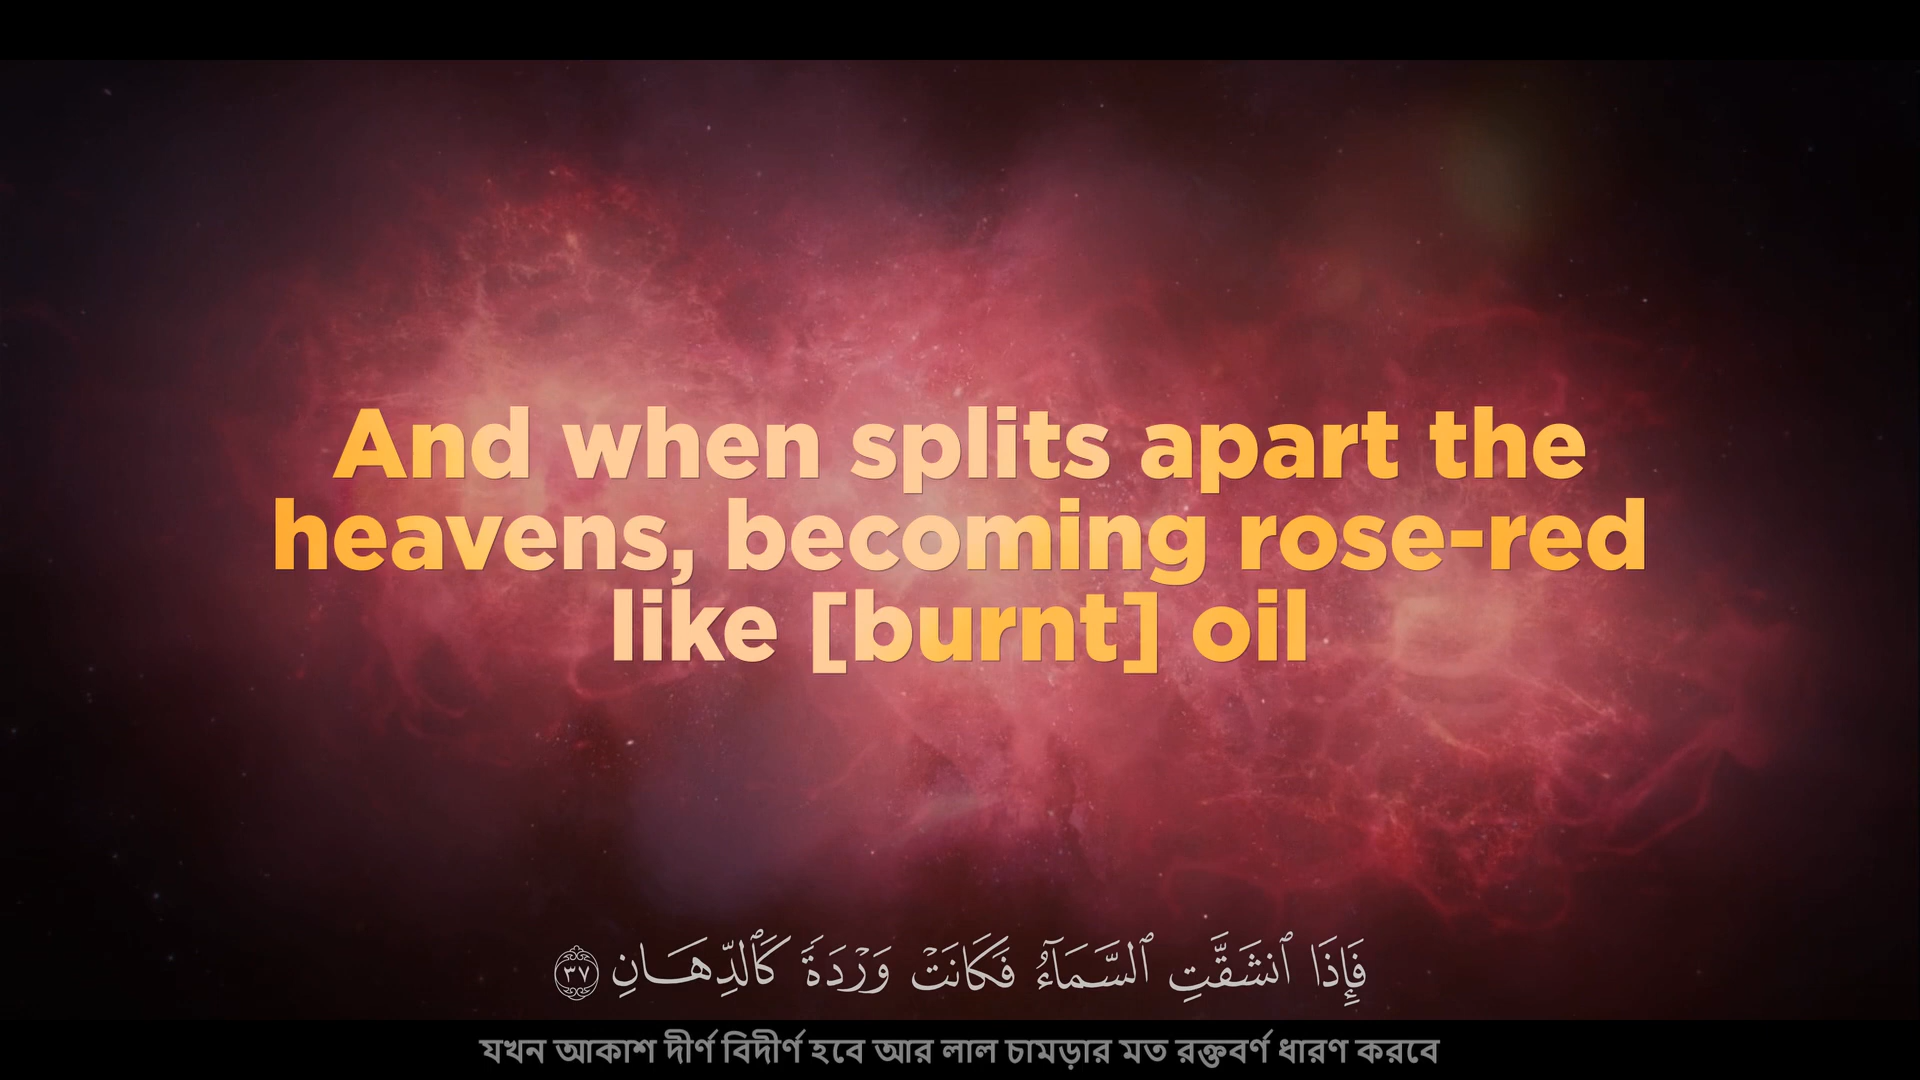 And when splits apart the
heavens, becoming rose-red
like [burnt] oil
فَإِذَا ٱنشَقَّتِ ٱلسَّمَآءُ فَكَانَتْ وَرْدَةً كَٱلدِّهَانِ ٣٧
যখন আকাশ দীর্ণ বিদীর্ণ হবে আর লাল চামড়ার মত রক্তবর্ণ ধারণ করবে